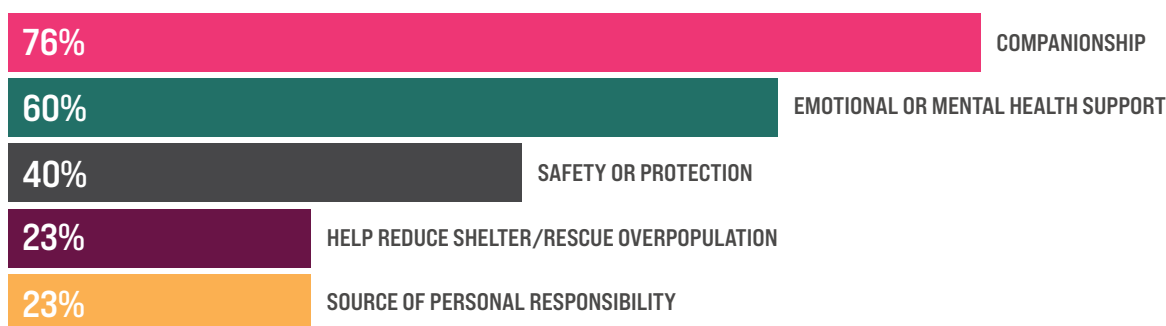 76% COMPANIONSHIP
60% EMOTIONAL OR MENTAL HEALTH SUPPORT
40% SAFETY OR PROTECTION
23% HELP REDUCE SHELTER/RESCUE OVERPOPULATION
23% SOURCE OF PERSONAL RESPONSIBILITY